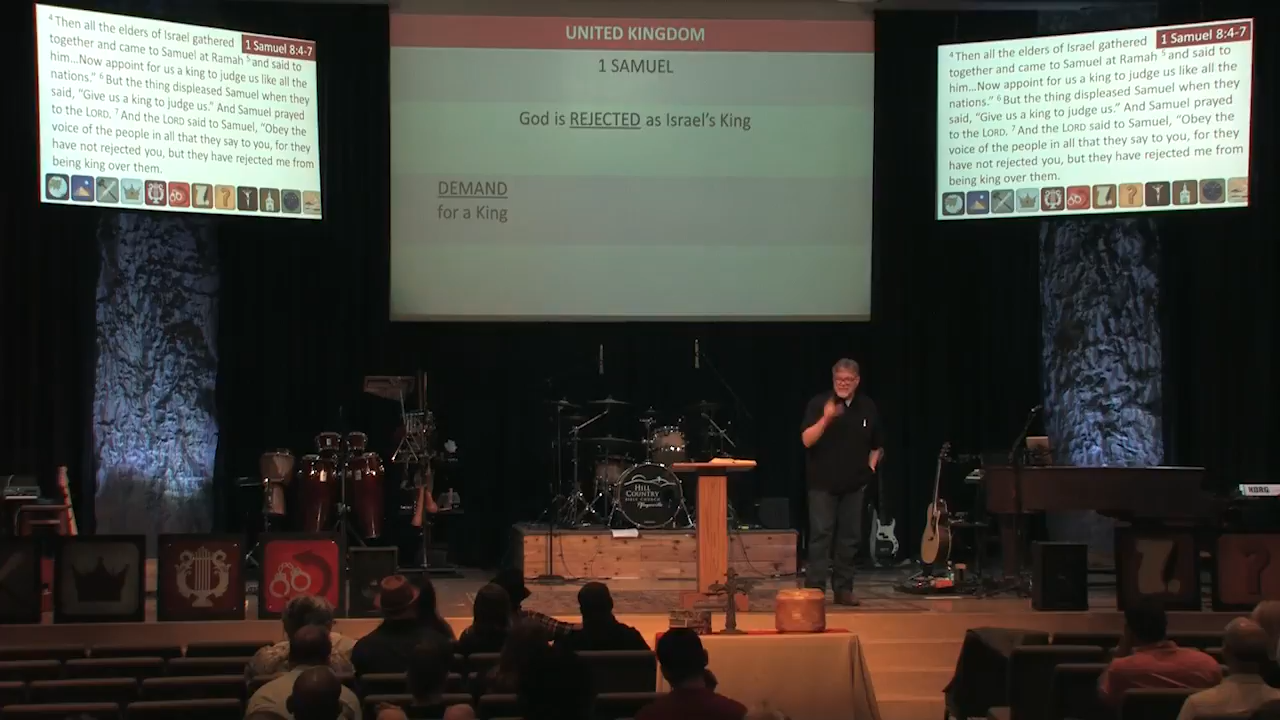 ⁴ Then all the elders of Israel gathered
1 Samuel 8:4-7
together and came to Samuel at Ramah ⁵ and said to
him...Now appoint for us a king to judge us like all the
nations." ⁶ But the thing displeased Samuel when they
said, "Give us a king to judge us." And Samuel prayed
to the LORD. ⁷ And the LORD said to Samuel, "Obey the
voice of the people in all that they say to you, for they
have not rejected you, but they have rejected me from
being king over them.
UNITED KINGDOM
1 SAMUEL
God is REJECTED as Israel's King
DEMAND
for a King
⁴ Then all the elders of Israel gathered
1 Samuel 8:4-7
together and came to Samuel at Ramah ⁵ and said to
him...Now appoint for us a king to judge us like all the
nations." ⁶ But the thing displeased Samuel when they
said, "Give us a king to judge us." And Samuel prayed
to the LORD. ⁷ And the LORD said to Samuel, "Obey the
voice of the people in all that they say to you, for they
have not rejected you, but they have rejected me from
being king over them.
HILL
COUNTRY
BIBLE CHURCH
Pflugerville
KORG
?